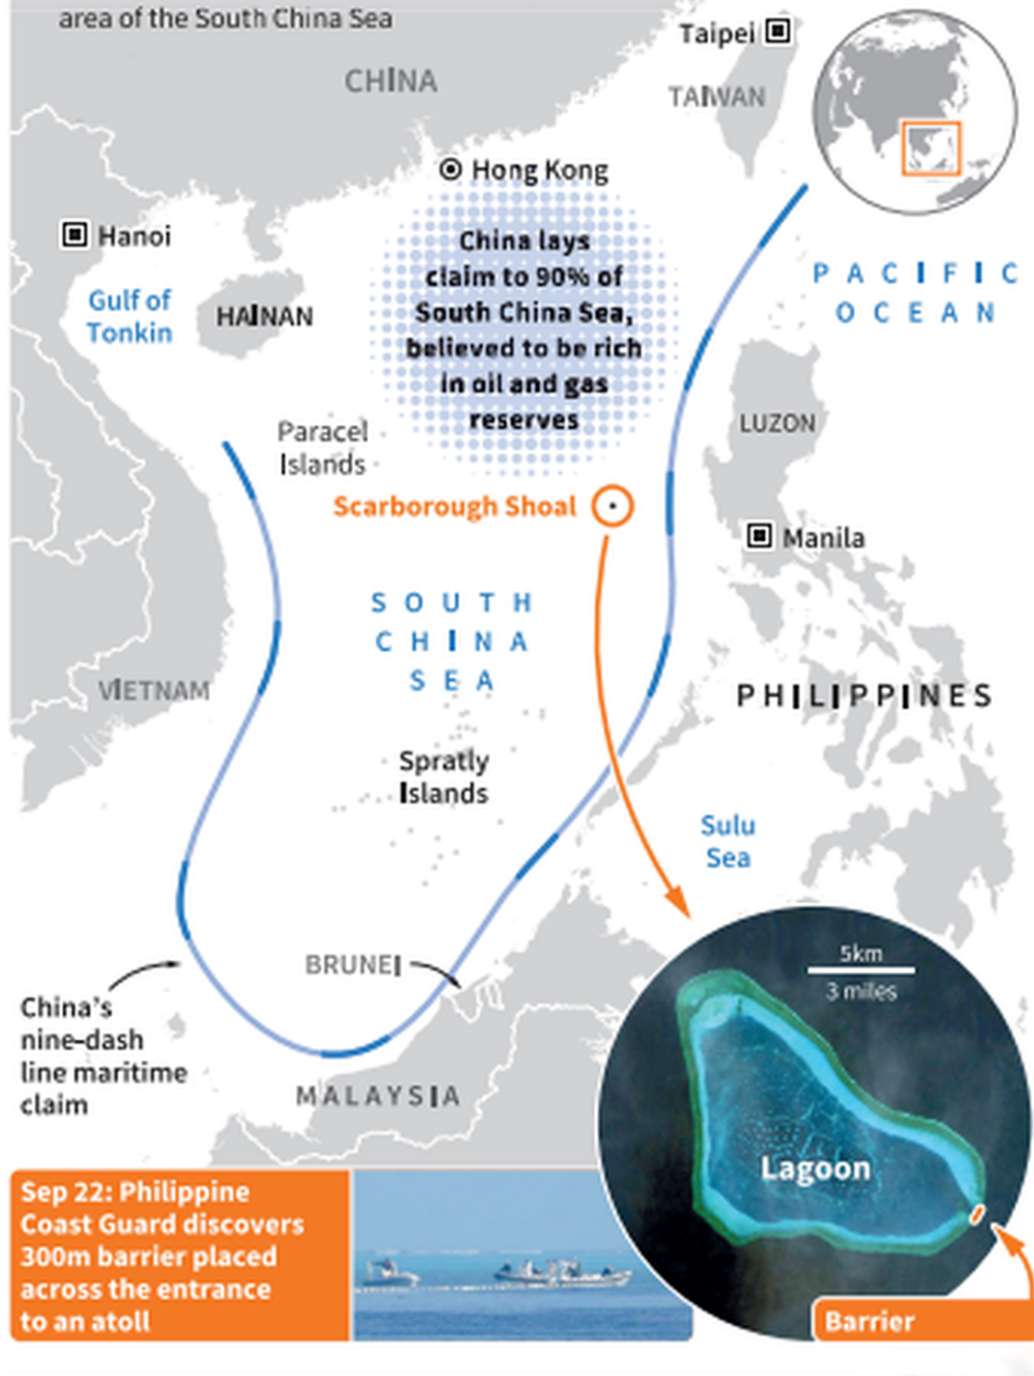 area of the South China Sea
Taipei
CHINA
TAIWAN
Hong Kong
Hanoi
China lays
claim to 90% of
South China Sea,
believed to be rich
in oil and gas
reserves
PACIFIC
OCEAN
Gulf of
Tonkin
HAINAN
LUZON
Paracel
Islands
Scarborough Shoal
Manila
SOUTH
CHINA
SEA
VIETNAM
PHILIPPINES
Spratly
Islands
Sulu
Sea
BRUNEI
China's
nine-dash
line maritime
claim
MALAYSIA
5km
3 miles
Lagoon
Sep 22: Philippine
Coast Guard discovers
300m barrier placed
across the entrance
to an atoll
Barrier